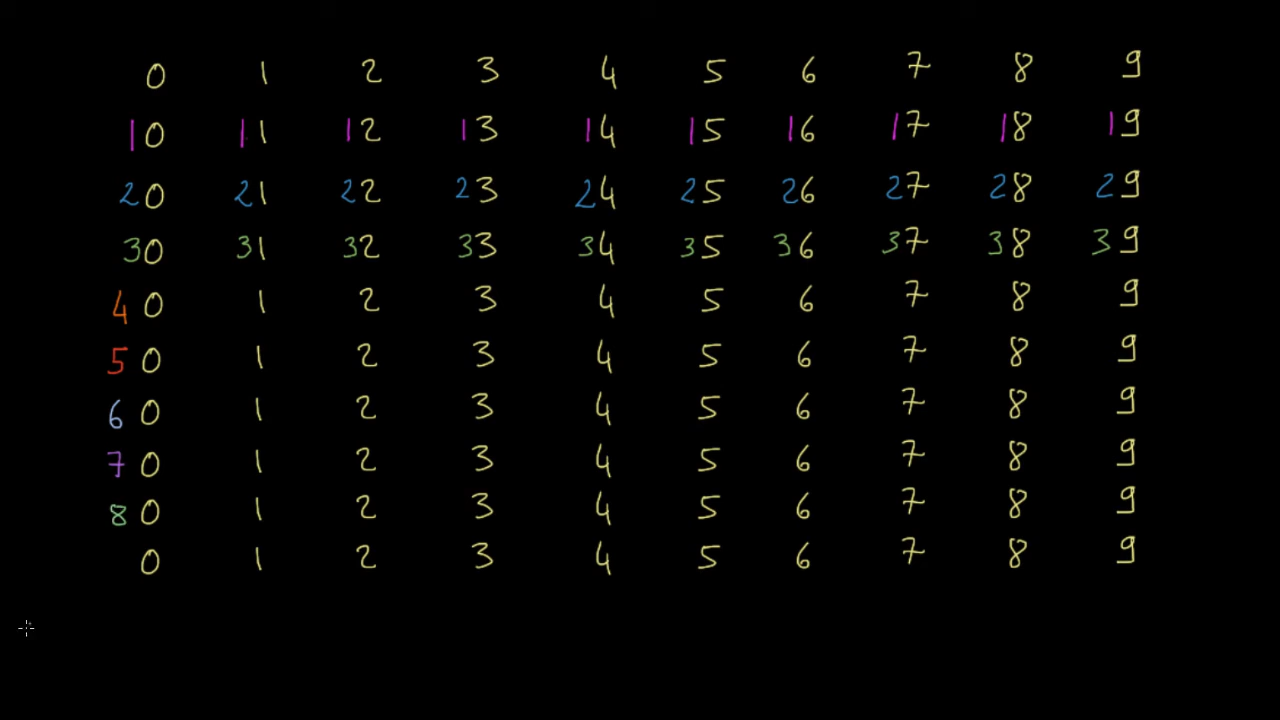 0 1 2 3 4 5 6 7 8 9
10 11 12 13 14 15 16 17 18 19
20 21 22 23 24 25 26 27 28 29
30 31 32 33 34 35 36 37 38 39
40 1 2 3 4 5 6 7 8 9
50 1 2 3 4 5 6 7 8 9
60 1 2 3 4 5 6 7 8 9
70 1 2 3 4 5 6 7 8 9
80 1 2 3 4 5 6 7 8 9
0 1 2 3 4 5 6 7 8 9